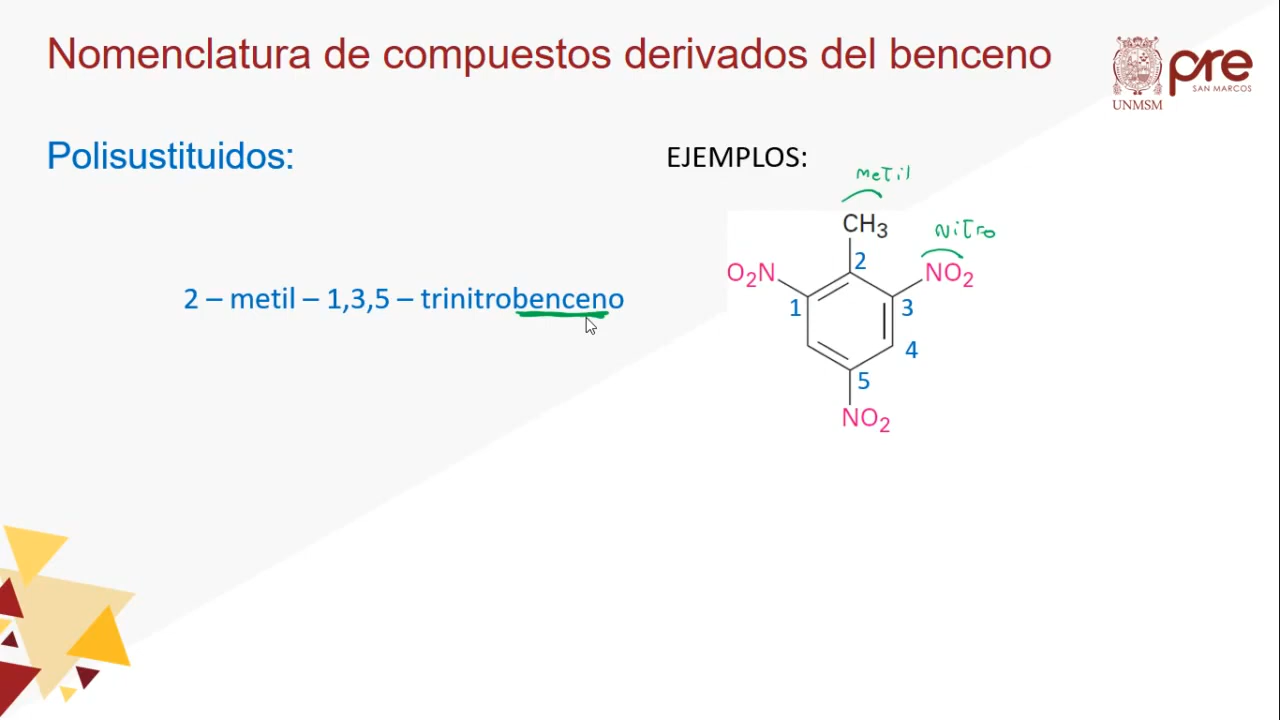 Nomenclatura de compuestos derivados del benceno
pre
SAN MARCOS
UNMSM
Polisustituidos:
EJEMPLOS:
Metil
CH3
Nitro
O2N
2
NO2
2 – metil – 1,3,5 – trinitrobenceno
1
3
4
5
NO2